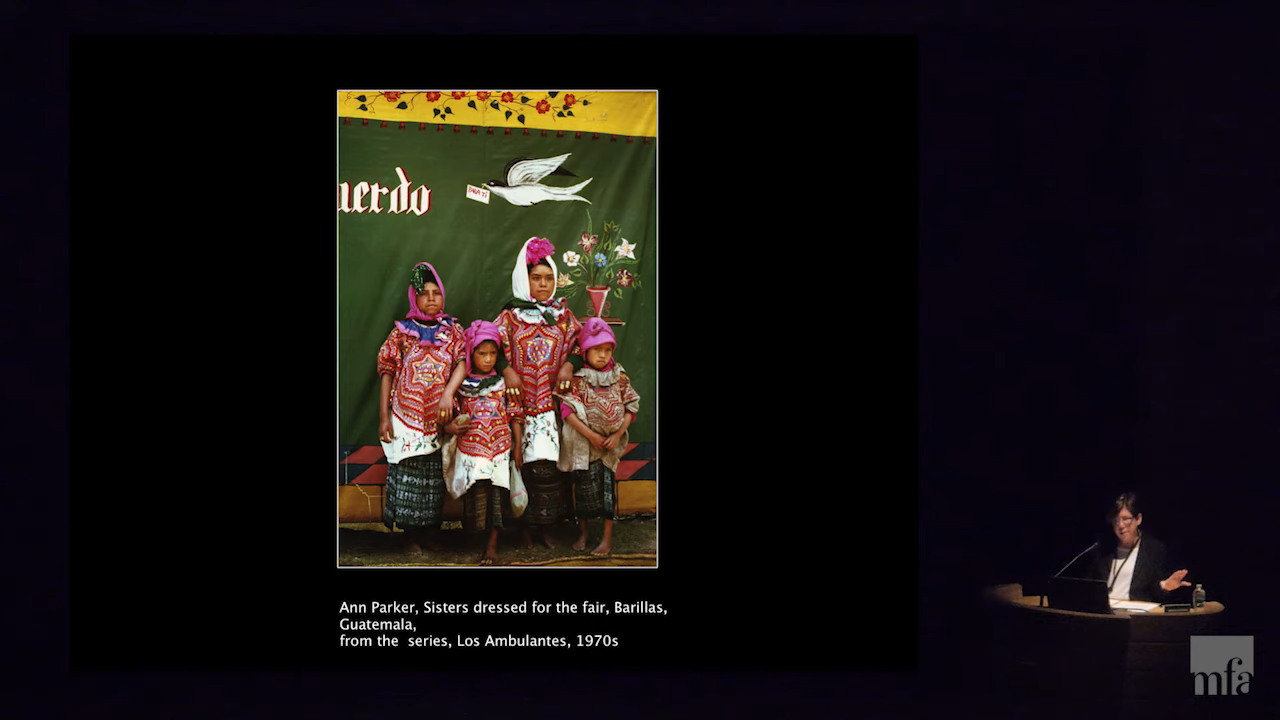 uerdo
Ann Parker, Sisters dressed for the fair, Barillas,
Guatemala,
from the  series, Los Ambulantes, 1970s
mfa